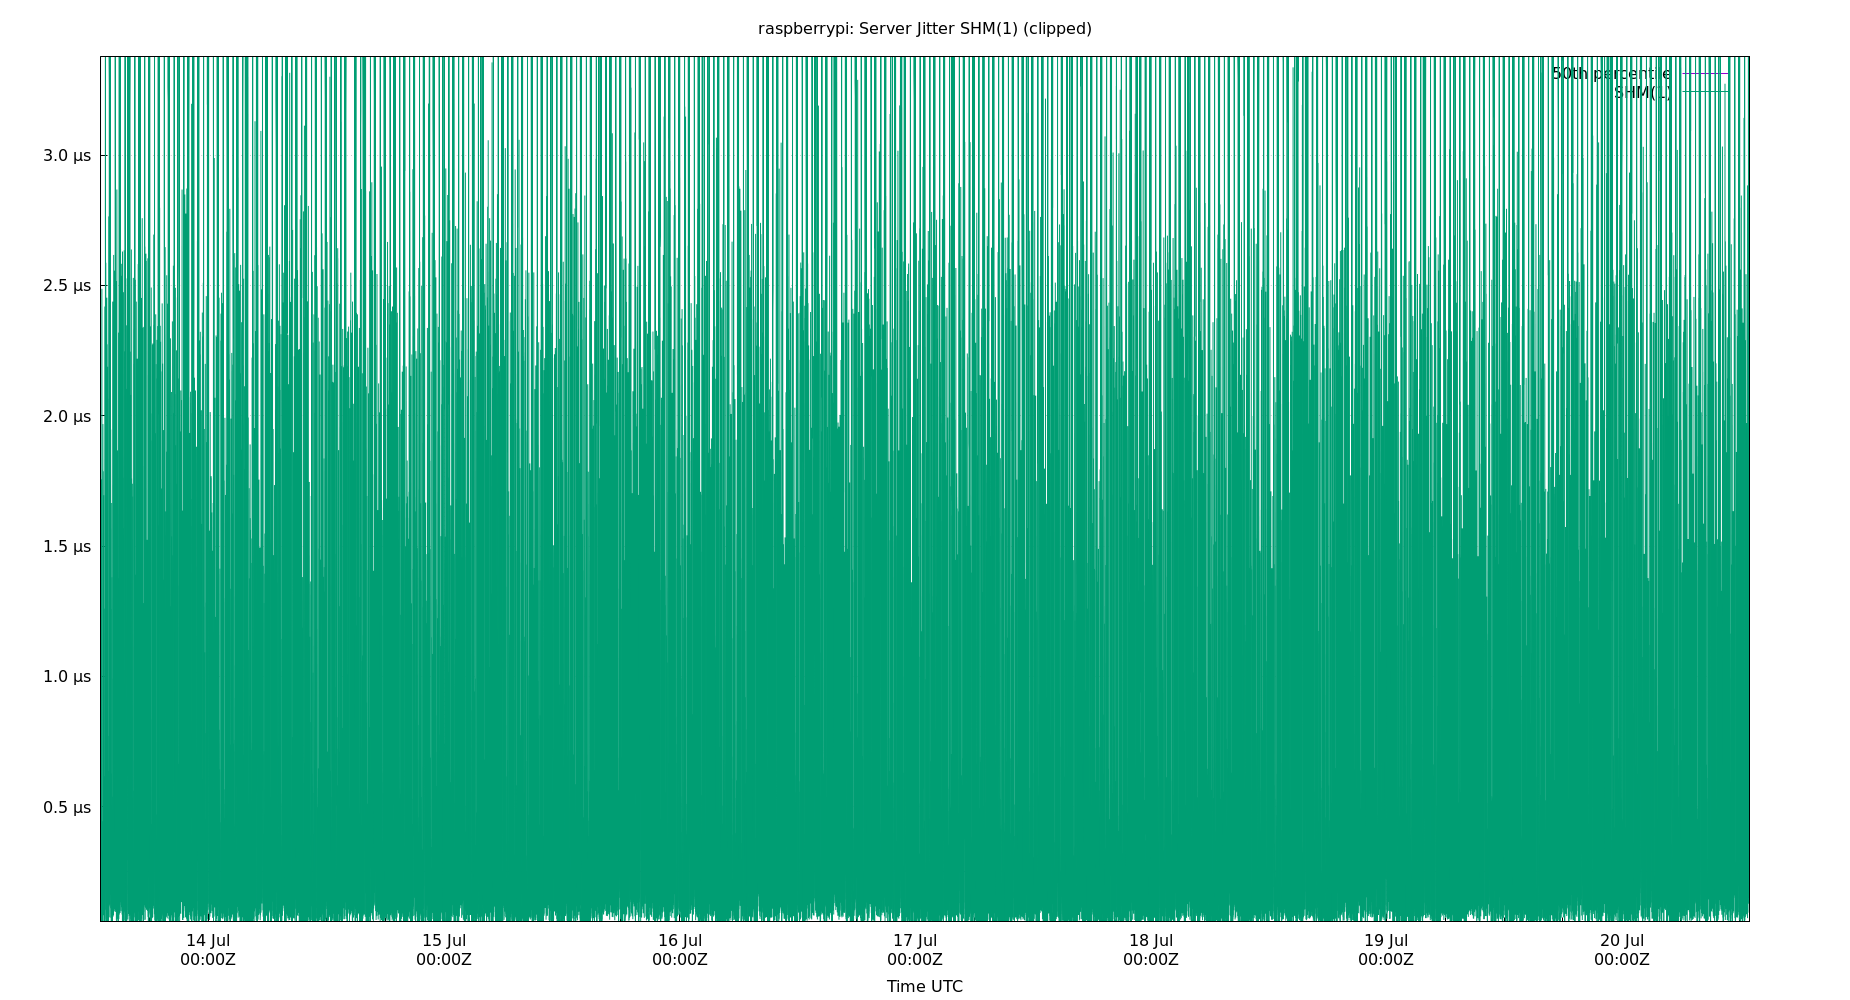 raspberrypi: Server Jitter SHM(1) (clipped)
50th percentile
SHM(1)
3.0 µs
2.5 µs
2.0 µs
1.5 µs
1.0 µs
0.5 µs
14 Jul 15 Jul 16 Jul 17 Jul 18 Jul 19 Jul 20 Jul
00:00Z 00:00Z 00:00Z 00:00Z 00:00Z 00:00Z 00:00Z
Time UTC